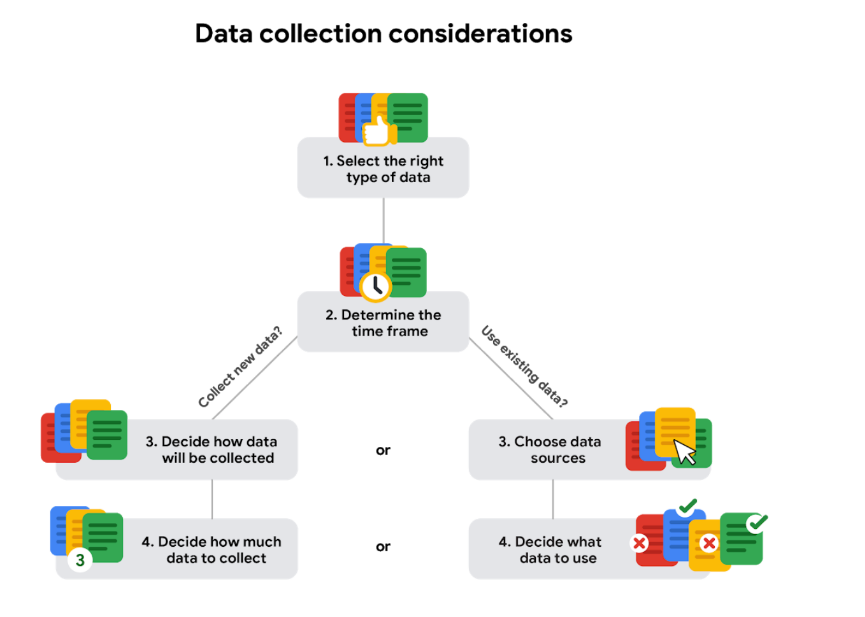 Data collection considerations
1. Select the right
type of data
2. Determine the
time frame
Collect new data?
Use existing data?
3. Decide how data
will be collected
or
3. Choose data
sources
4. Decide how much
data to collect
3
or
4. Decide what
data to use